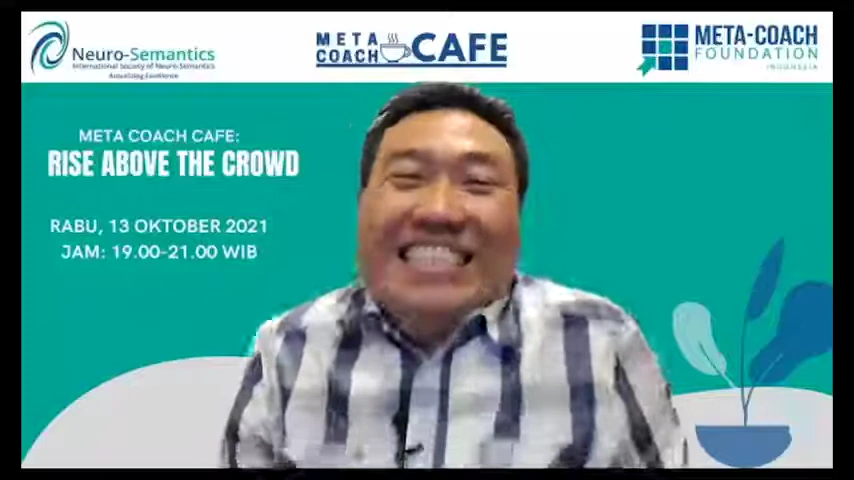 Neuro-Semantics
International Society of Neuro-Semantics
Actualizing Excellence
META
COACH
CAFE
META-COACH
FOUNDATION
INDONESIA
META COACH CAFE:
RISE ABOVE THE CROWD
RABU, 13 OKTOBER 2021
JAM: 19.00-21.00 WIB